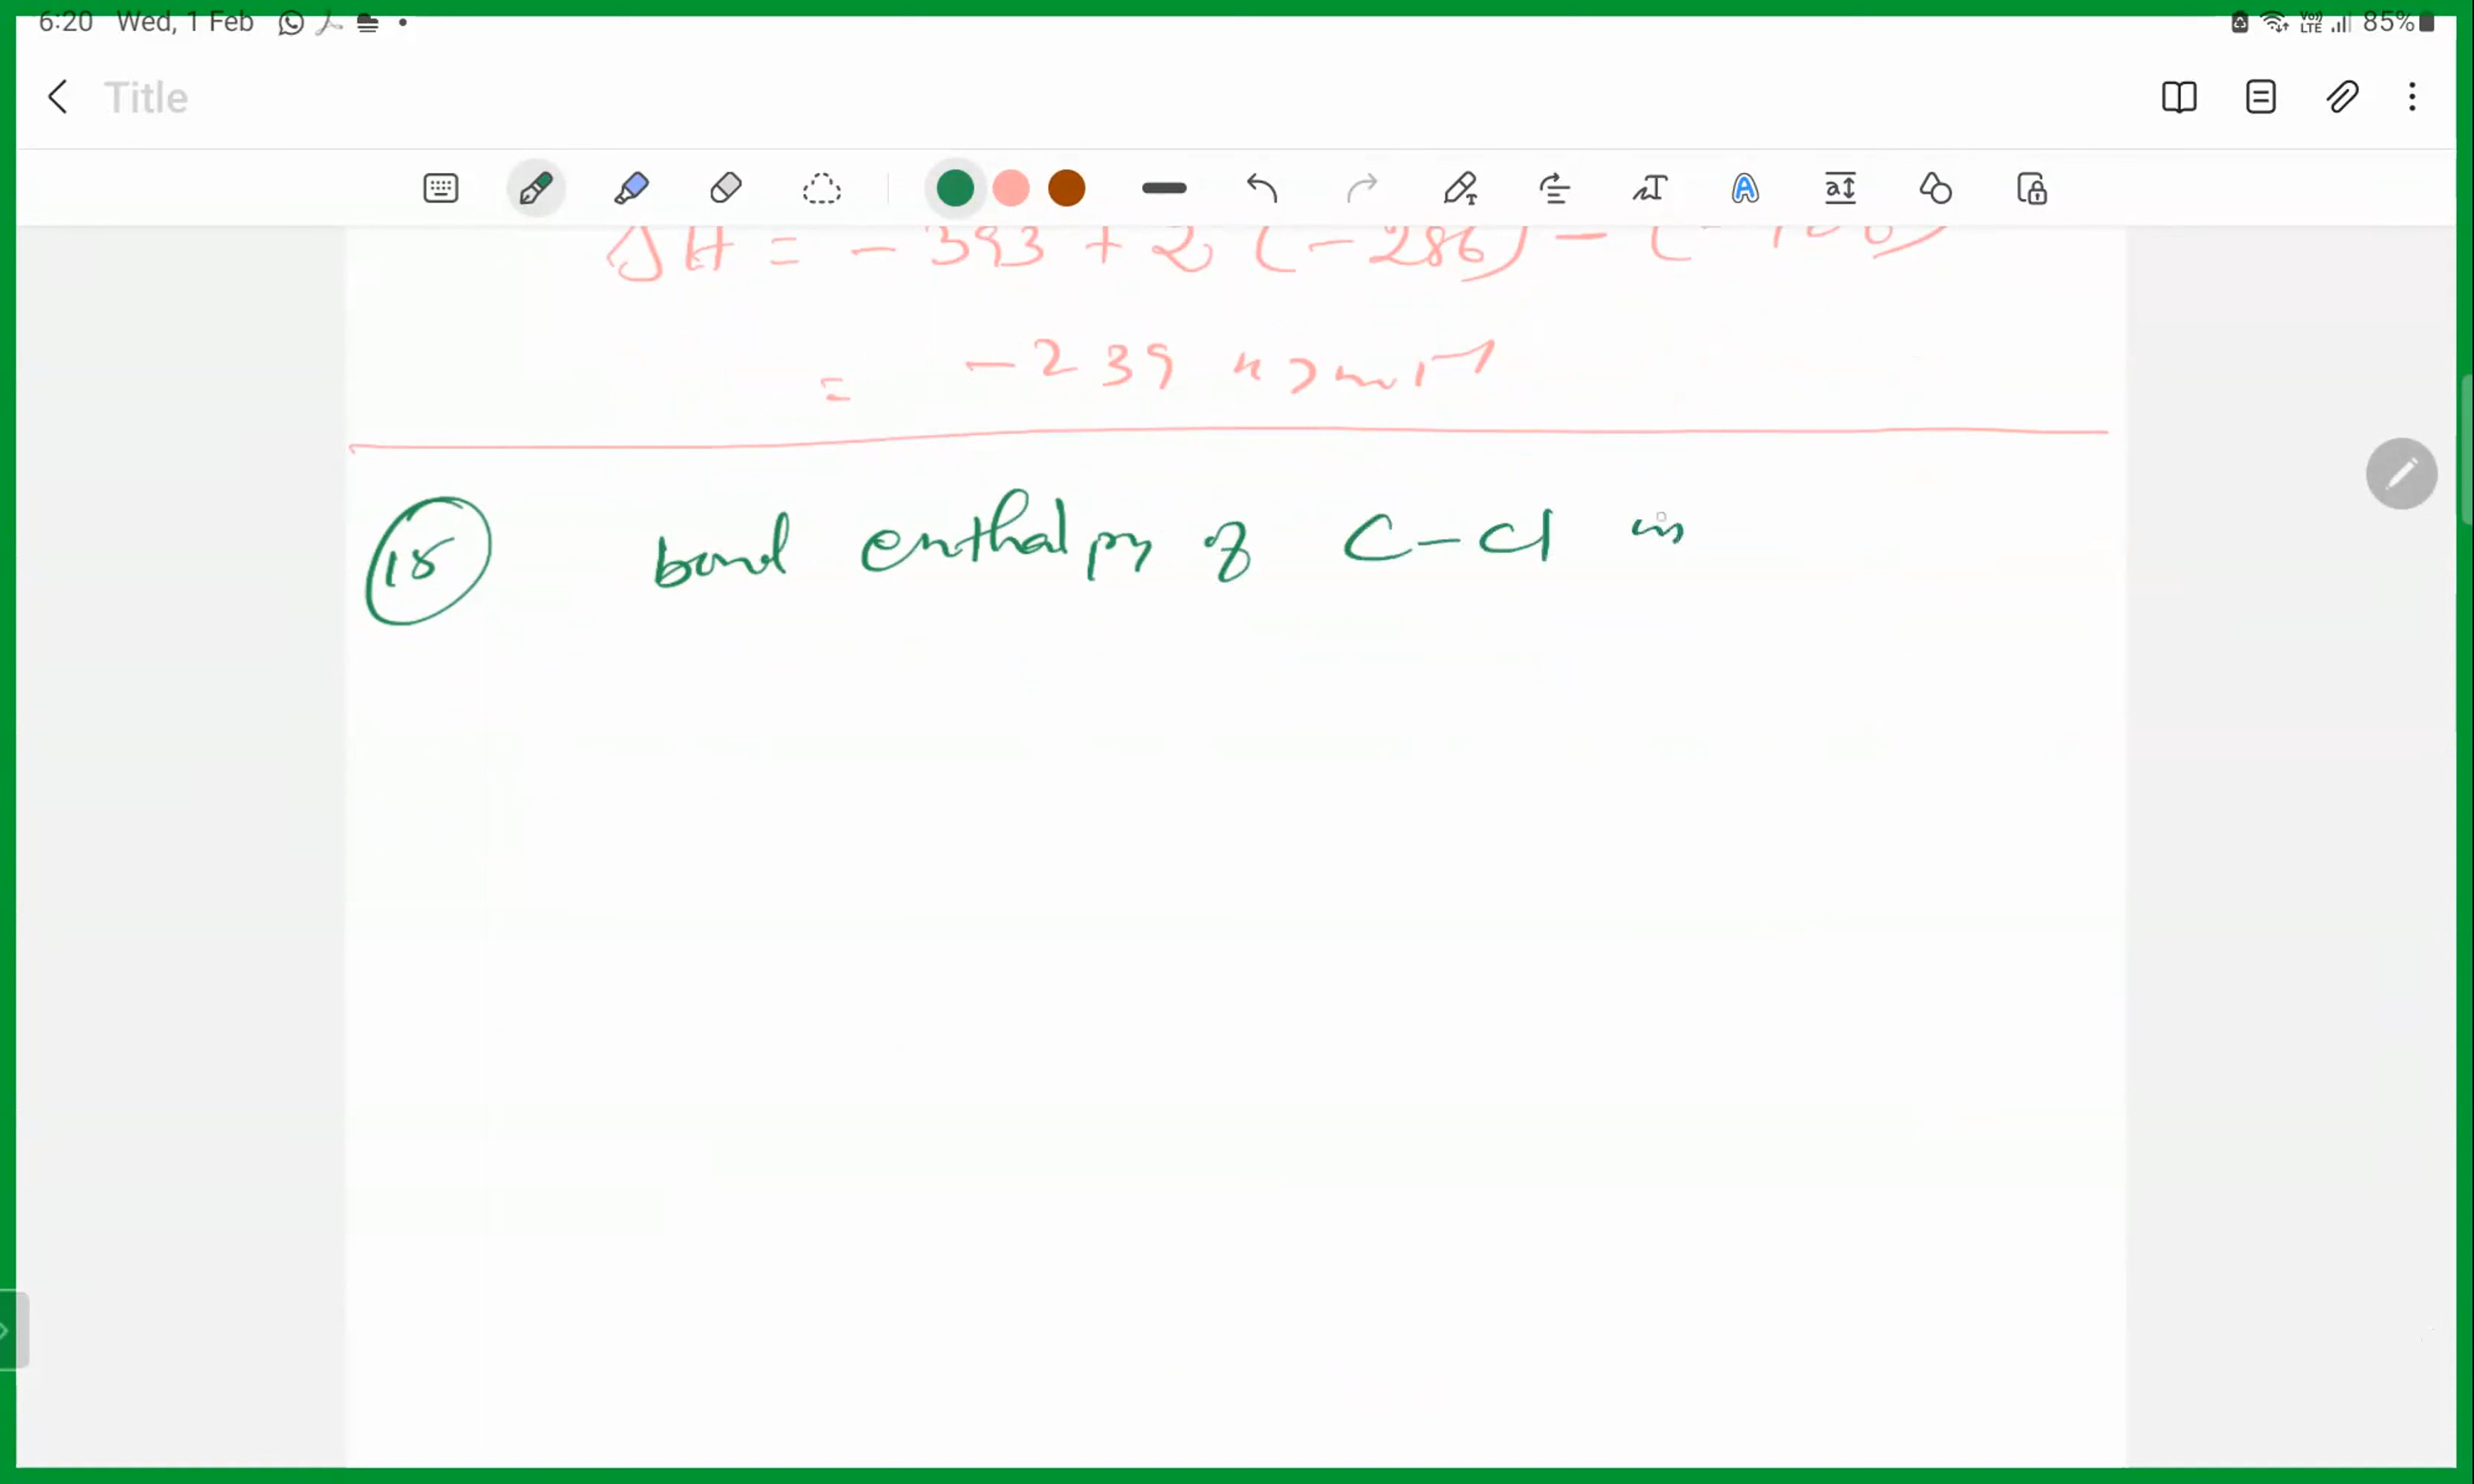 6:20 Wed, 1 Feb 85%
Title
ΔH = - 393 + 2 (-286) - (
= -239 kJ mol⁻¹
18 bond enthalpy of C-Cl in